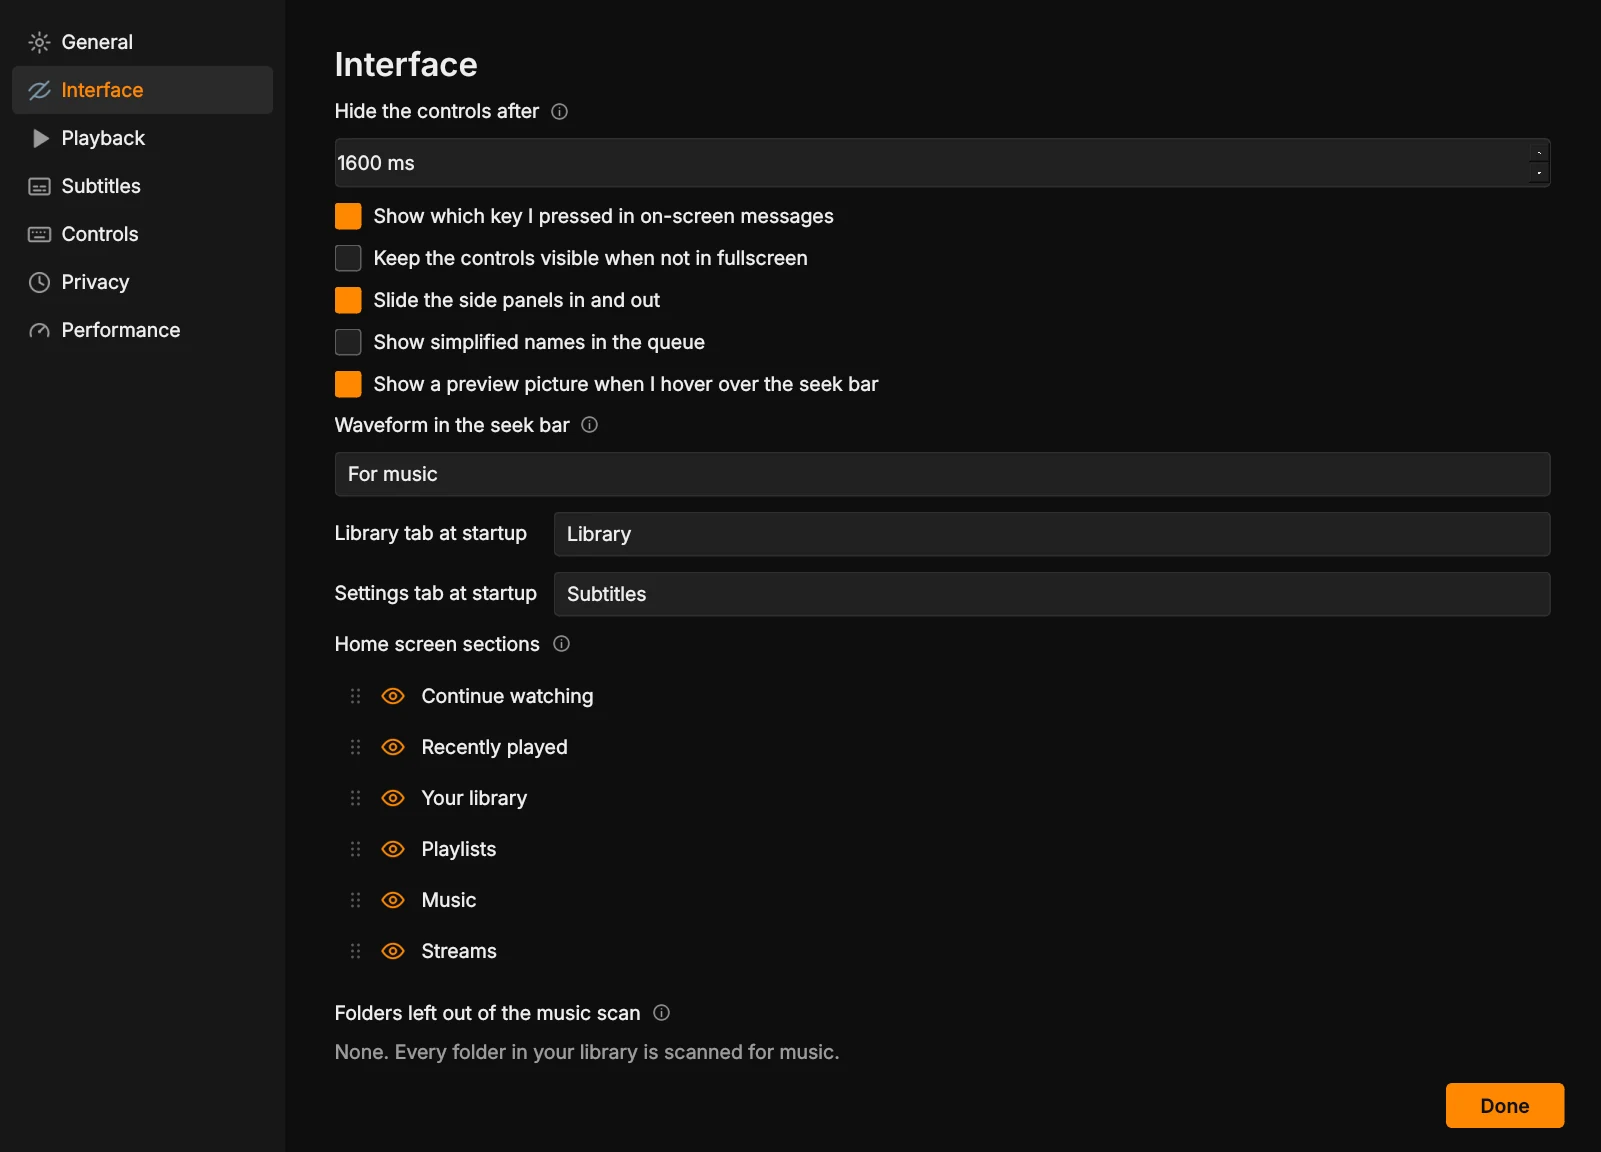 General
Interface
Playback
Subtitles
Controls
Privacy
Performance
Interface
Hide the controls after
1600 ms
Show which key I pressed in on-screen messages
Keep the controls visible when not in fullscreen
Slide the side panels in and out
Show simplified names in the queue
Show a preview picture when I hover over the seek bar
Waveform in the seek bar
For music
Library tab at startup
Library
Settings tab at startup
Subtitles
Home screen sections
Continue watching
Recently played
Your library
Playlists
Music
Streams
Folders left out of the music scan
None. Every folder in your library is scanned for music.
Done